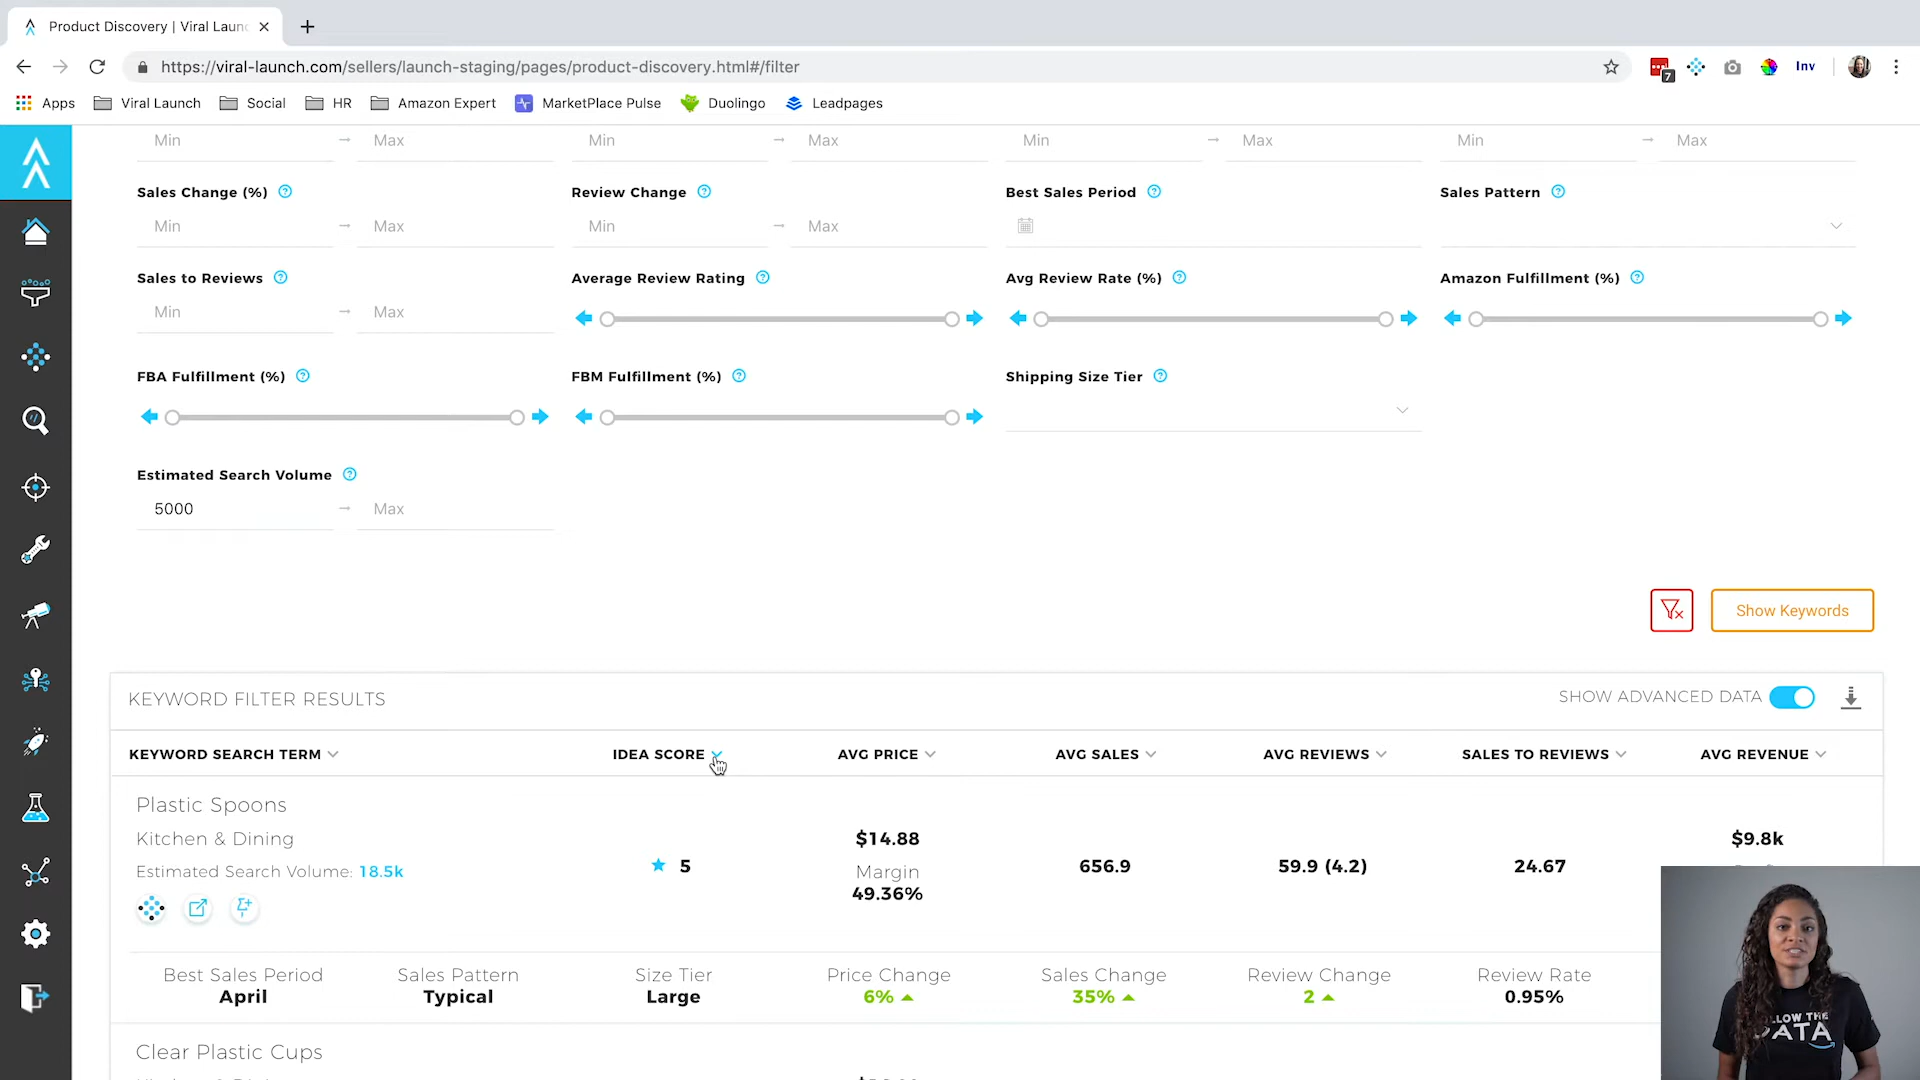 Product Discovery | Viral Laun
https://viral-launch.com/sellers/launch-staging/pages/product-discovery.html#/filter
7
Inv
Apps
Viral Launch
Social
HR
Amazon Expert
MarketPlace Pulse
Duolingo
Leadpages
Min → Max Min → Max Min → Max Min → Max
Sales Change (%) Review Change Best Sales Period Sales Pattern
Min → Max Min → Max
Sales to Reviews Average Review Rating Avg Review Rate (%) Amazon Fulfillment (%)
Min → Max
FBA Fulfillment (%) FBM Fulfillment (%) Shipping Size Tier
Estimated Search Volume
5000 → Max
Show Keywords
KEYWORD FILTER RESULTS SHOW ADVANCED DATA
KEYWORD SEARCH TERM IDEA SCORE AVG PRICE AVG SALES AVG REVIEWS SALES TO REVIEWS AVG REVENUE
Plastic Spoons
Kitchen & Dining $14.88 $9.8k
Estimated Search Volume: 18.5k 5 Margin 656.9 59.9 (4.2) 24.67
49.36%
Best Sales Period Sales Pattern Size Tier Price Change Sales Change Review Change Review Rate
April Typical Large 6% 35% 2 0.95%
Clear Plastic Cups